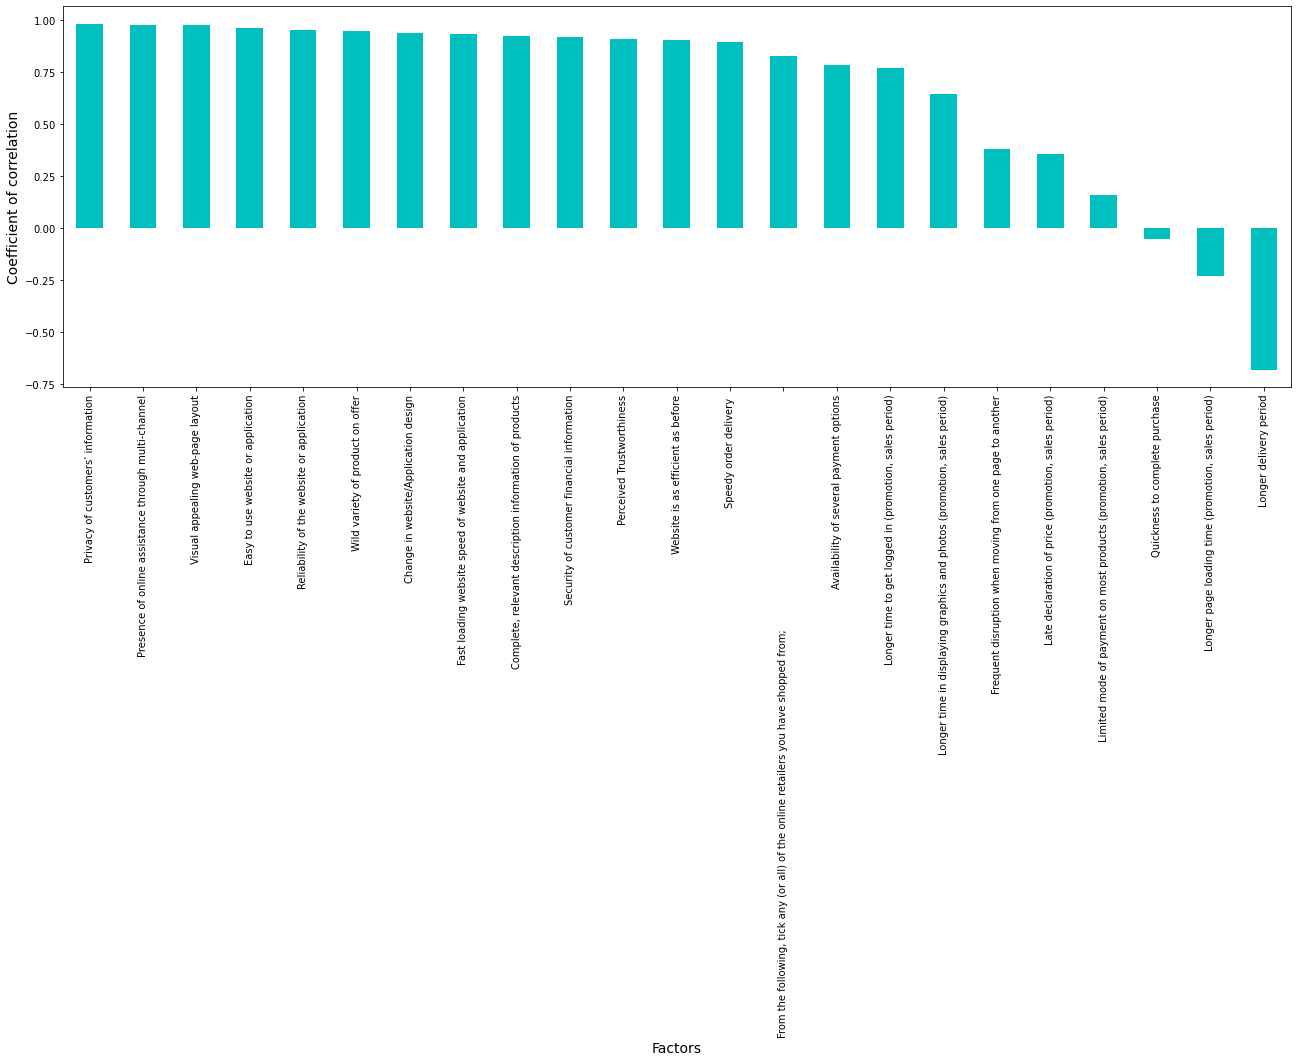 1.00
0.75
0.50
0.25
0.00
−0.25
−0.50
−0.75
Coefficient of correlation
Privacy of customers’ information
Presence of online assistance through multi-channel
Visual appealing web-page layout
Easy to use website or application
Reliability of the website or application
Wild variety of product on offer
Change in website/Application design
Fast loading website speed of website and application
Complete, relevant description information of products
Security of customer financial information
Perceived Trustworthiness
Website is as efficient as before
Speedy order delivery
From the following, tick any (or all) of the online retailers you have shopped from;
Availability of several payment options
Longer time to get logged in (promotion, sales period)
Longer time in displaying graphics and photos (promotion, sales period)
Frequent disruption when moving from one page to another
Late declaration of price (promotion, sales period)
Limited mode of payment on most products (promotion, sales period)
Quickness to complete purchase
Longer page loading time (promotion, sales period)
Longer delivery period
Factors